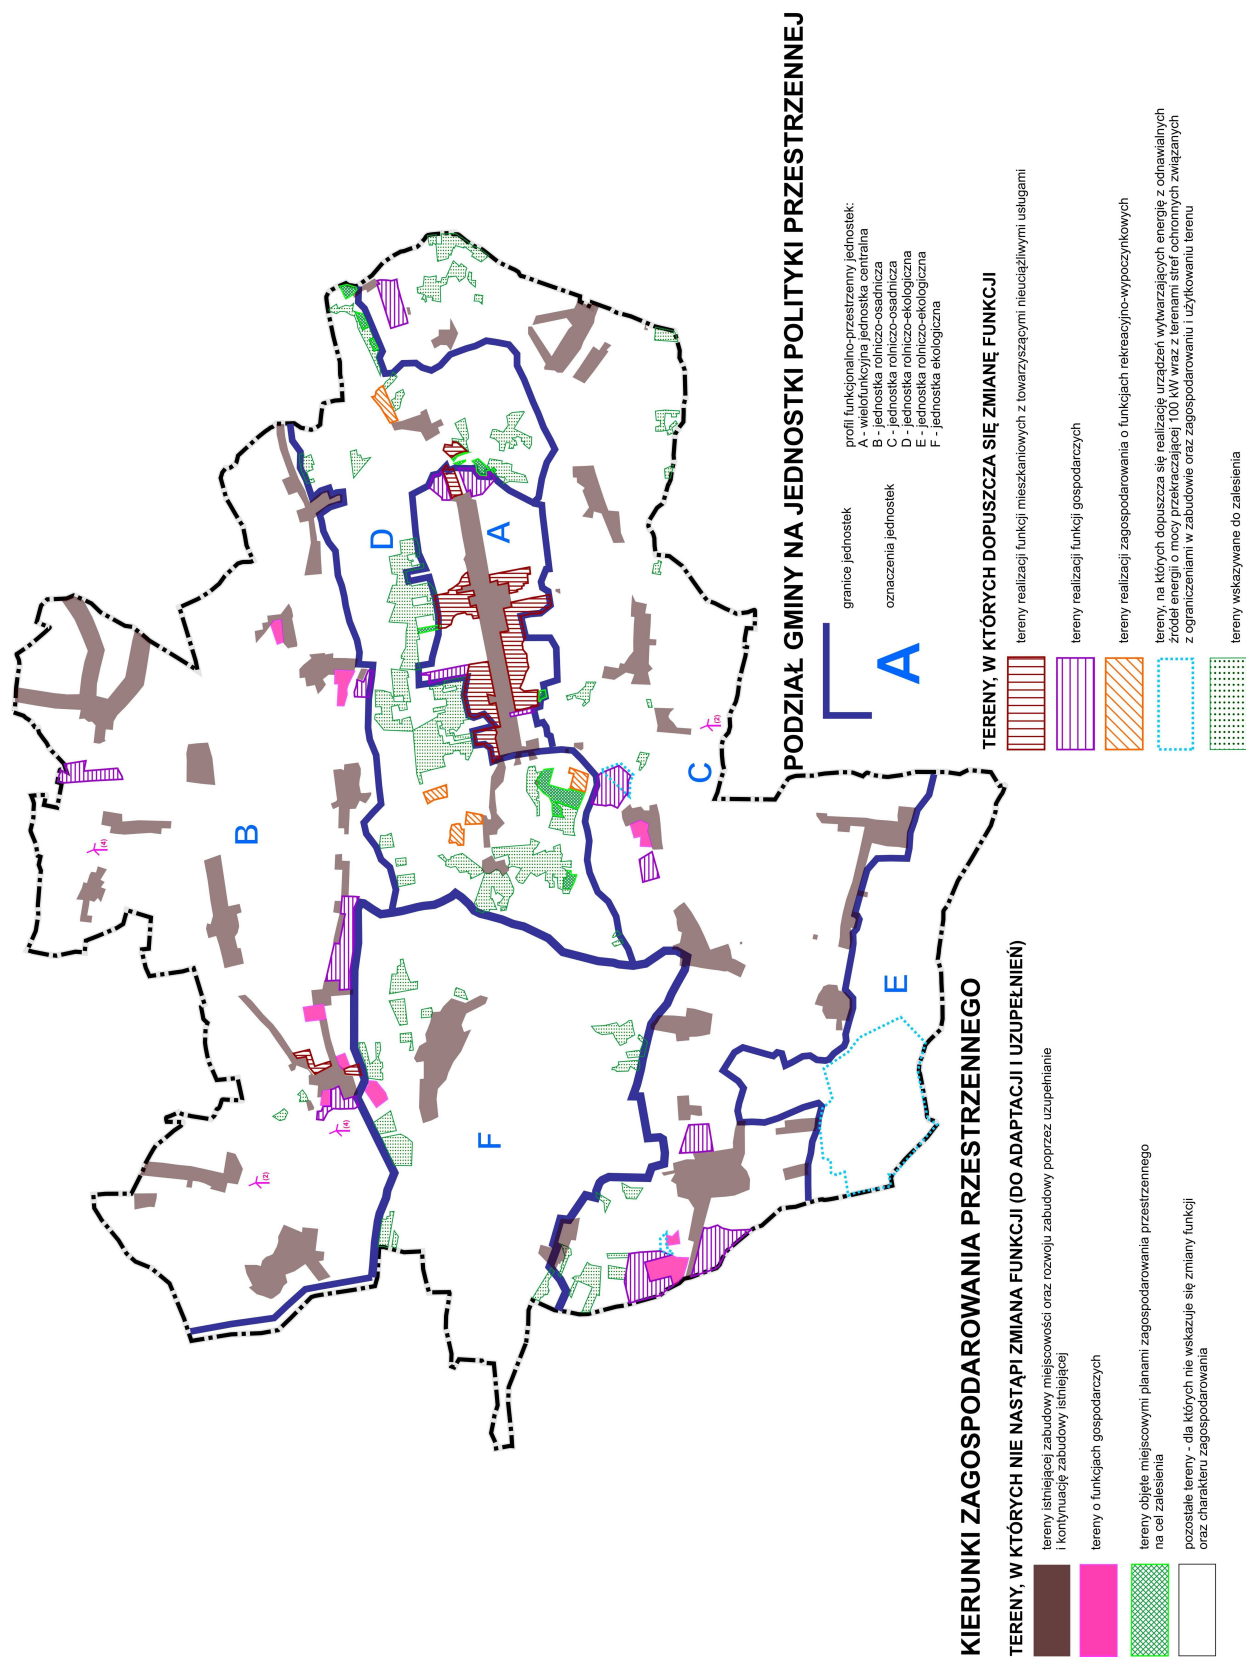 PODZIAŁ GMINY NA JEDNOSTKI POLITYKI PRZESTRZENNEJ
granice jednostek
A
oznaczenia jednostek
profil funkcjonalno-przestrzenny jednostek:
A - wielofunkcyjna jednostka centralna
B - jednostka rolniczo-osadnicza
C - jednostka rolniczo-osadnicza
D - jednostka rolniczo-ekologiczna
E - jednostka rolniczo-ekologiczna
F - jednostka ekologiczna
KIERUNKI ZAGOSPODAROWANIA PRZESTRZENNEGO
TERENY, W KTÓRYCH NIE NASTĄPI ZMIANA FUNKCJI (DO ADAPTACJI I UZUPEŁNIEŃ)
tereny istniejącej zabudowy miejscowości oraz rozwoju zabudowy poprzez uzupełnianie
i kontynuację zabudowy istniejącej
tereny o funkcjach gospodarczych
tereny objęte miejscowymi planami zagospodarowania przestrzennego
na cel zalesienia
pozostałe tereny - dla których nie wskazuje się zmiany funkcji
oraz charakteru zagospodarowania
TERENY, W KTÓRYCH DOPUSZCZA SIĘ ZMIANĘ FUNKCJI
tereny realizacji funkcji mieszkaniowych z towarzyszącymi nieuciążliwymi usługami
tereny realizacji funkcji gospodarczych
tereny realizacji zagospodarowania o funkcjach rekreacyjno-wypoczynkowych
tereny, na których dopuszcza się realizację urządzeń wytwarzających energię z odnawialnych
źródeł energii o mocy przekraczającej 100 kW wraz z terenami stref ochronnych związanych
z ograniczeniami w zabudowie oraz zagospodarowaniu i użytkowaniu terenu
tereny wskazywane do zalesienia
B
(4)
(4)
(2)
D
A
C
(2)
F
E